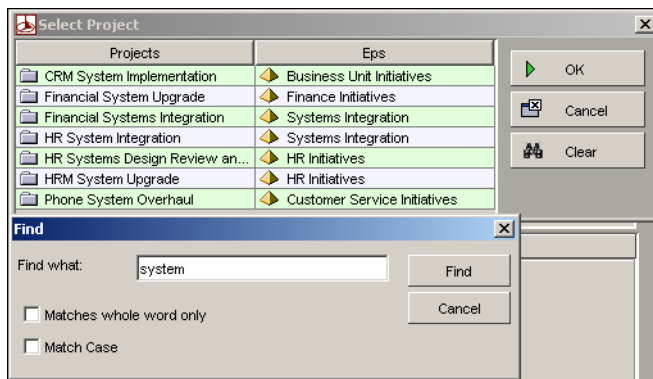 Select Project
Projects Eps
CRM System Implementation Business Unit Initiatives
Financial System Upgrade Finance Initiatives
Financial Systems Integration Systems Integration
HR System Integration Systems Integration
HR Systems Design Review an... HR Initiatives
HRM System Upgrade HR Initiatives
Phone System Overhaul Customer Service Initiatives
OK
Cancel
Clear
Find
Find what: system
Find
Cancel
Matches whole word only
Match Case